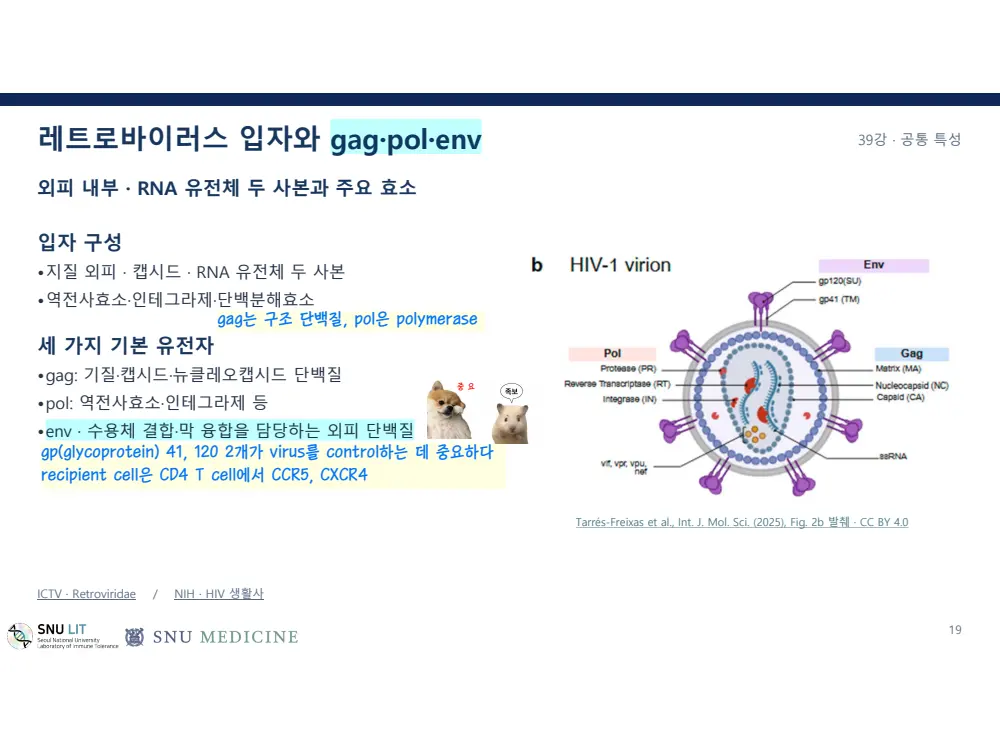 레트로바이러스 입자와 gag·pol·env
39강 · 공통 특성
외피 내부 · RNA 유전체 두 사본과 주요 효소
입자 구성
•지질 외피 · 캡시드 · RNA 유전체 두 사본
•역전사효소·인테그라제·단백분해효소
gag는 구조 단백질, pol은 polymerase
세 가지 기본 유전자
•gag: 기질·캡시드·뉴클레오캡시드 단백질
•pol: 역전사효소·인테그라제 등
•env · 수용체 결합·막 융합을 담당하는 외피 단백질
중요
족보
gp(glycoprotein) 41, 120 2개가 virus를 control하는 데 중요하다
recipient cell은 CD4 T cell에서 CCR5, CXCR4
b HIV-1 virion
Env
gp120(SU)
gp41 (TM)
Pol
Protease (PR)
Reverse Transcriptase (RT)
Integrase (IN)
Gag
Matrix (MA)
Nucleocapsid (NC)
Capsid (CA)
vif, vpr, vpu,
nef
ssRNA
Tarrés-Freixas et al., Int. J. Mol. Sci. (2025), Fig. 2b 발췌 · CC BY 4.0
ICTV · Retroviridae / NIH · HIV 생활사
SNU LIT
Seoul National University
Laboratory of Immune Tolerance
SNU MEDICINE
19